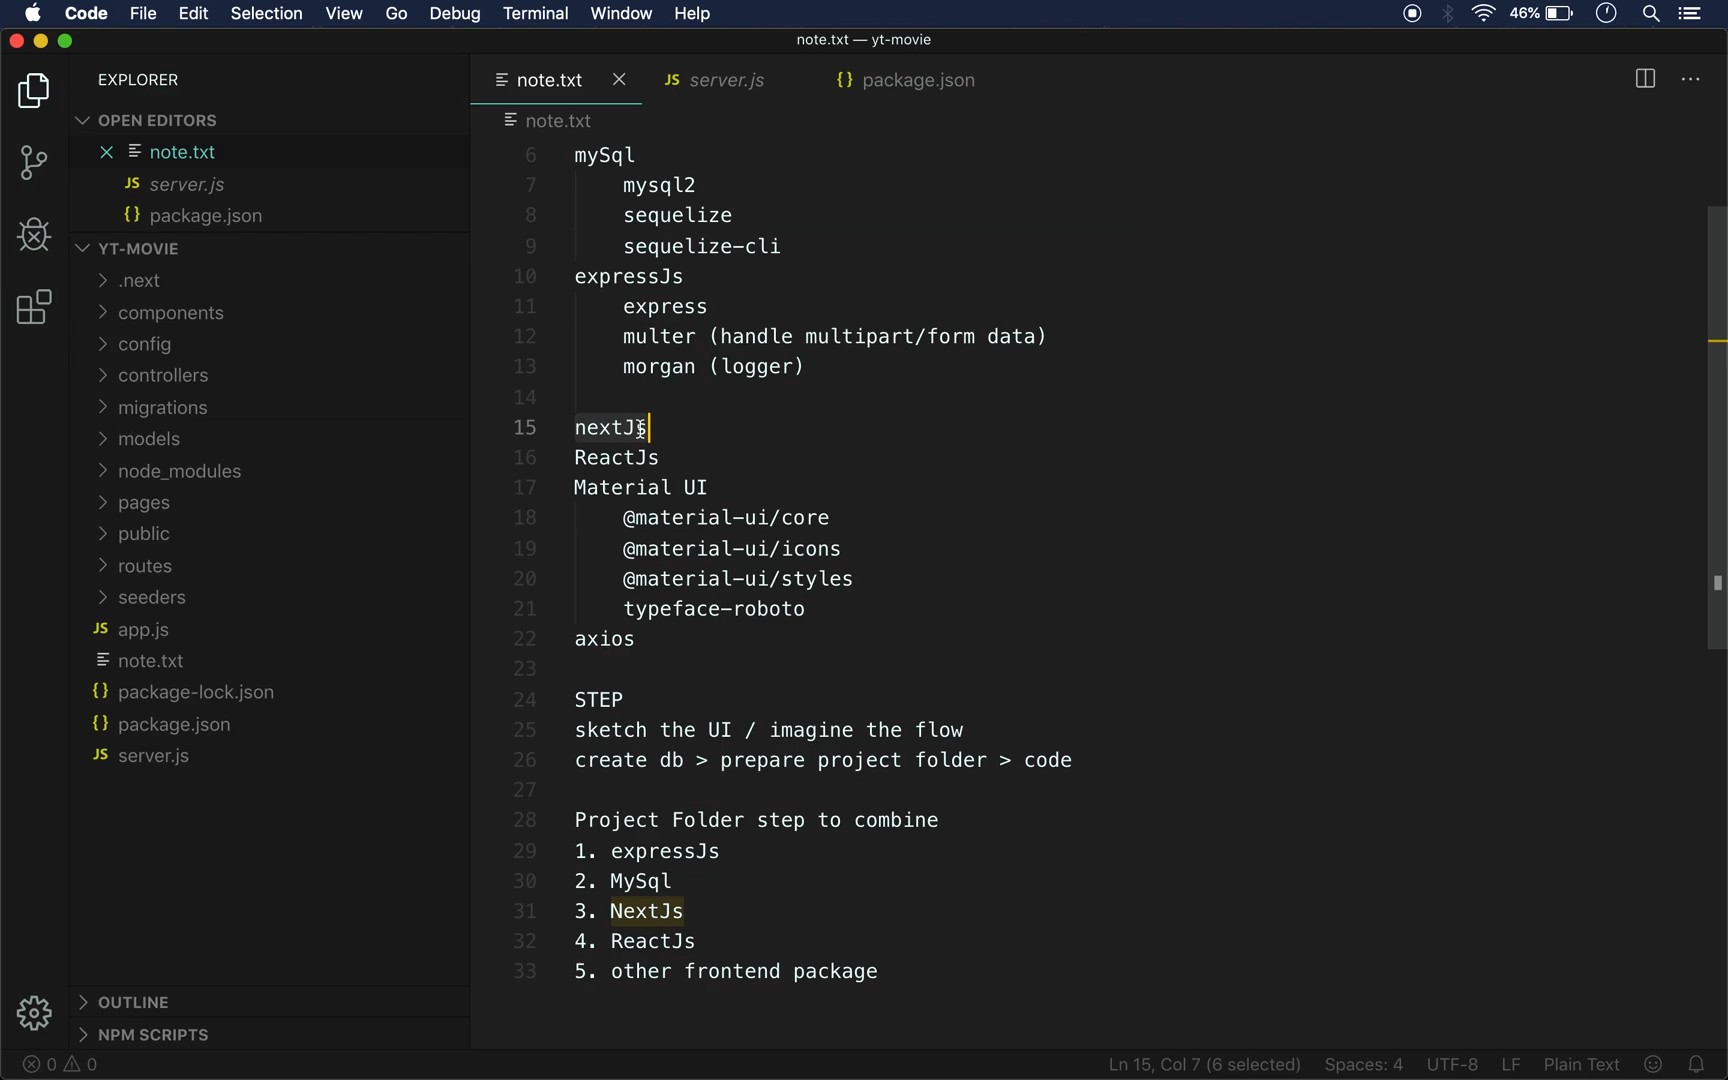 Code File Edit Selection View Go Debug Terminal Window Help 46%
note.txt — yt-movie
EXPLORER
note.txt JS server.js {} package.json
OPEN EDITORS
note.txt
note.txt
JS server.js
{} package.json
YT-MOVIE
.next
components
config
controllers
migrations
models
node_modules
pages
public
routes
seeders
JS app.js
note.txt
{} package-lock.json
{} package.json
JS server.js
OUTLINE
NPM SCRIPTS
6 mySql
7 mysql2
8 sequelize
9 sequelize-cli
10 expressJs
11 express
12 multer (handle multipart/form data)
13 morgan (logger)
14
15 nextJs
16 ReactJs
17 Material UI
18 @material-ui/core
19 @material-ui/icons
20 @material-ui/styles
21 typeface-roboto
22 axios
23
24 STEP
25 sketch the UI / imagine the flow
26 create db > prepare project folder > code
27
28 Project Folder step to combine
29 1. expressJs
30 2. MySql
31 3. NextJs
32 4. ReactJs
33 5. other frontend package
0 0 Ln 15, Col 7 (6 selected) Spaces: 4 UTF-8 LF Plain Text